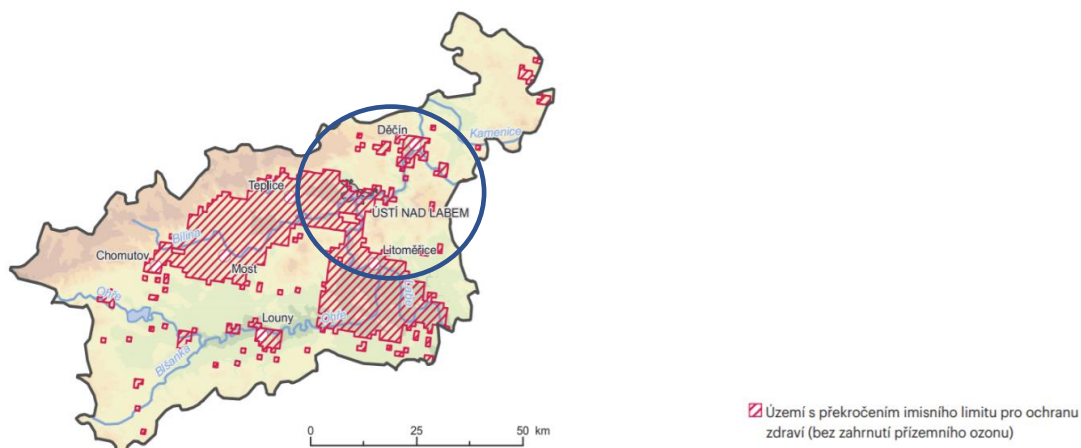 Děčín
Kamenice
Teplice
ÚSTÍ NAD LABEM
Bílina
Litoměřice
Chomutov
Most
Labe
Ohře
Louny
Ohře
Blšanka
0 25 50 km
Území s překročením imisního limitu pro ochranu
zdraví (bez zahrnutí přízemního ozonu)